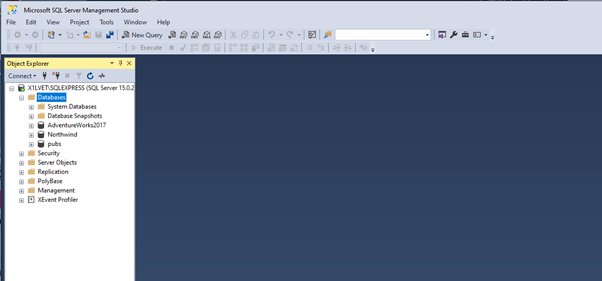 Microsoft SQL Server Management Studio
File Edit View Project Tools Window Help
New Query
Execute
Object Explorer
Connect
X1LVET\SQLEXPRESS (SQL Server 15.0.2
Databases
System Databases
Database Snapshots
AdventureWorks2017
Northwind
pubs
Security
Server Objects
Replication
PolyBase
Management
XEvent Profiler